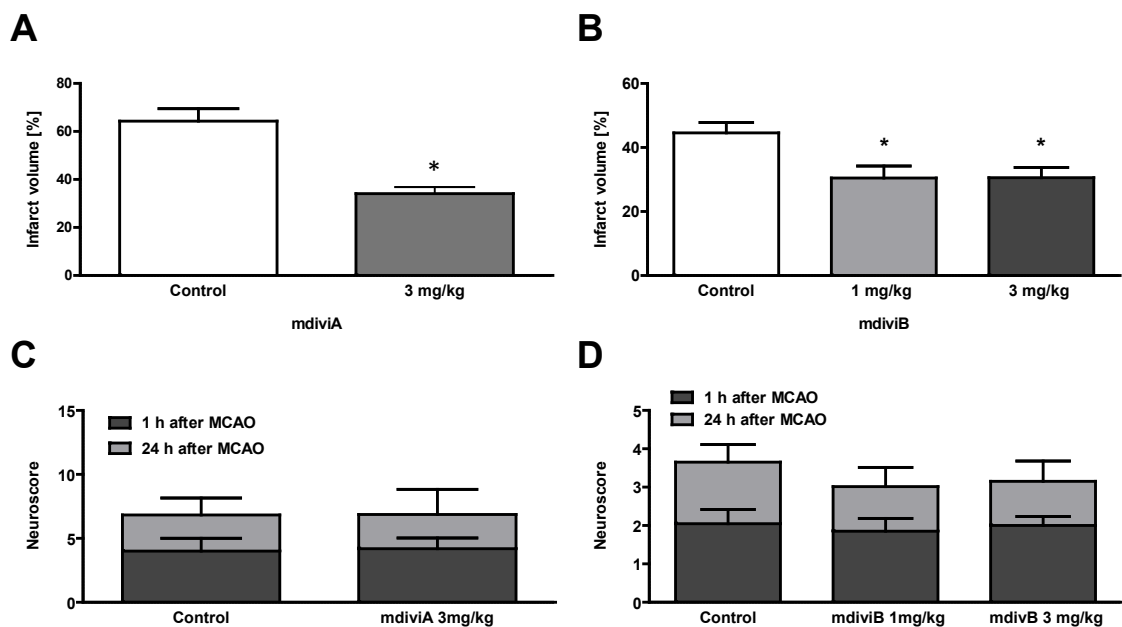 A
Infarct volume [%]
80
60
40
20
0
*
Control
3 mg/kg
mdiviA
B
Infarct volume [%]
60
40
20
0
*
*
Control
1 mg/kg
3 mg/kg
mdiviB
C
Neuroscore
15
10
5
0
1 h after MCAO
24 h after MCAO
Control
mdiviA 3mg/kg
D
Neuroscore
5
4
3
2
1
0
1 h after MCAO
24 h after MCAO
Control
mdiviB 1mg/kg
mdivB 3 mg/kg